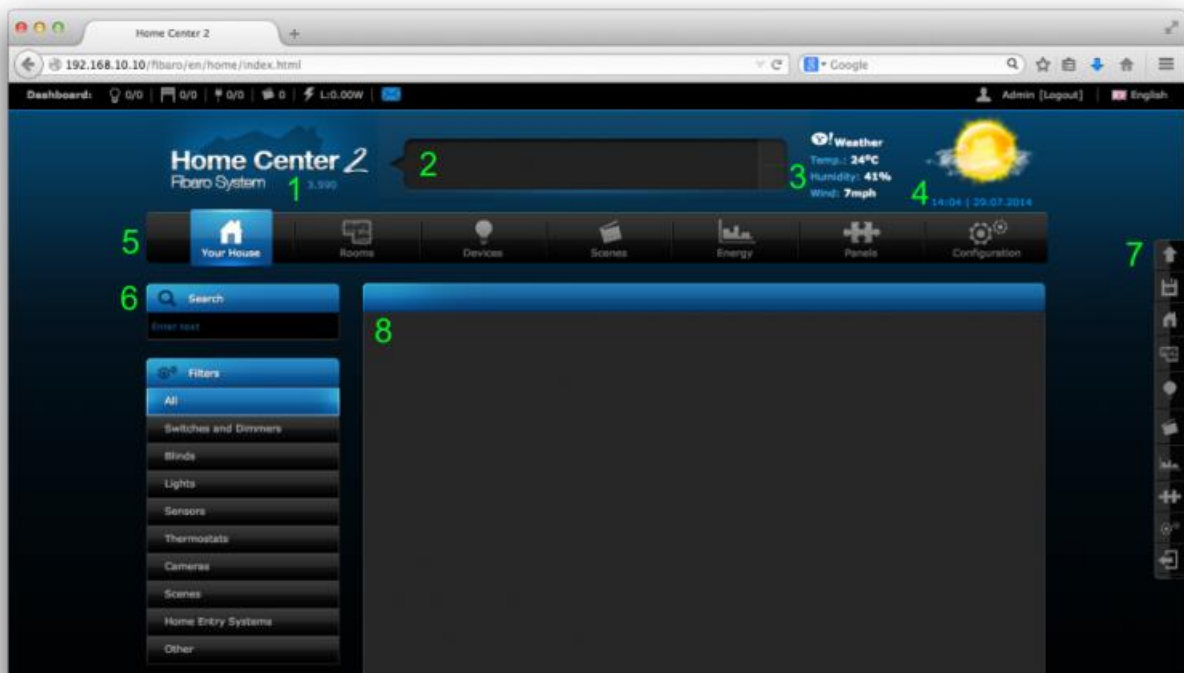 Home Center 2
192.168.10.10/fibaro/en/home/index.html
Google
Dashboard: 0/0 0/0 0/0 0 L:0.00W
Admin [Logout] English
Home Center 2
Fibaro System
1 3.590
2
3
Y! Weather
Temp.: 24°C
Humidity: 41%
Wind: 7mph
4
14:04 | 29.07.2014
5
Your House
Rooms
Devices
Scenes
Energy
Panels
Configuration
7
6
Search
Enter text
8
Filters
All
Switches and Dimmers
Blinds
Lights
Sensors
Thermostats
Cameras
Scenes
Home Entry Systems
Other